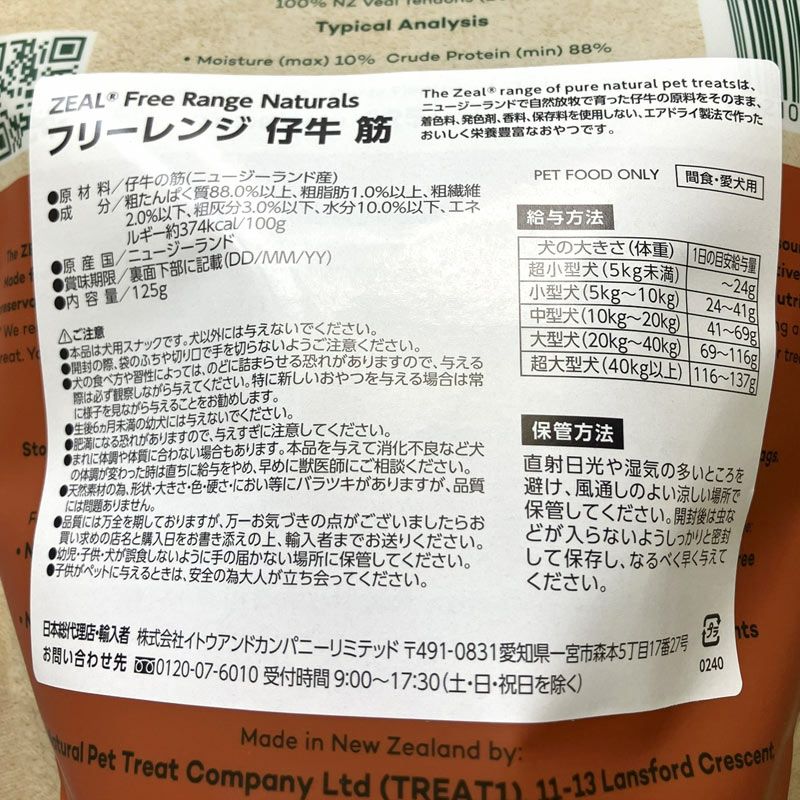 100% NZ Veal Tendons
Typical Analysis
• Moisture (max) 10% Crude Protein (min) 88%
ZEAL® Free Range Naturals
フリーレンジ 仔牛 筋
The Zeal® range of pure natural pet treatsは、
ニュージーランドで自然放牧で育った仔牛の原料をそのまま、
着色料、発色剤、香料、保存料を使用しない、エアドライ製法で作った
おいしく栄養豊富なおやつです。
PET FOOD ONLY
間食・愛犬用
●原材料/仔牛の筋(ニュージーランド産)
●成 分/粗たんぱく質88.0%以上、粗脂肪1.0%以上、粗繊維
2.0%以下、粗灰分3.0%以下、水分10.0%以下、エネ
ルギー約374kcal/100g
●原産国/ニュージーランド
●賞味期限/裏面下部に記載(DD/MM/YY)
●内容量/125g
給与方法
犬の大きさ(体重) 1日の目安給与量
超小型犬(5kg未満) ~24g
小型犬(5kg~10kg) 24~41g
中型犬(10kg~20kg) 41~69g
大型犬(20kg~40kg) 69~116g
超大型犬(40kg以上) 116~137g
⚠ご注意
●本品は犬用スナックです。犬以外には与えないでください。
●開封の際、袋のふちや切り口で手を切らないようご注意ください。
●犬の食べ方や習性によっては、のどに詰まらせる恐れがありますので、与える
際は必ず観察しながら与えてください。特に新しいおやつを与える場合は常
に様子を見ながら与えることをお勧めします。
●生後6ヵ月未満の幼犬には与えないでください。
●肥満になる恐れがありますので、与えすぎに注意してください。
●まれに体調や体質に合わない場合もあります。本品を与えて消化不良など犬
の体調が変わった時は直ちに給与をやめ、早めに獣医師にご相談ください。
●天然素材の為、形状・大きさ・色・硬さ・におい等にバラツキがありますが、品質
には問題ありません。
●品質には万全を期しておりますが、万一お気づきの点がございましたらお
買い求めの店名と購入日をお書き添えの上、輸入者までお送りください。
●幼児・子供・犬が誤食しないように手の届かない場所に保管してください。
●子供がペットに与えるときは、安全の為大人が立ち会ってください。
保管方法
直射日光や湿気の多いところを
避け、風通しのよい涼しい場所で
保管してください。開封後は虫な
どが入らないようしっかりと密封
して保存し、なるべく早く与えて
ください。
日本総代理店・輸入者 株式会社イトウアンドカンパニーリミテッド 〒491-0831愛知県一宮市森本5丁目17番27号
お問い合わせ先 0120-07-6010 受付時間 9:00~17:30(土・日・祝日を除く)
プラ
0240
Made in New Zealand by:
Natural Pet Treat Company Ltd (TREAT1), 11-13 Lansford Crescent,